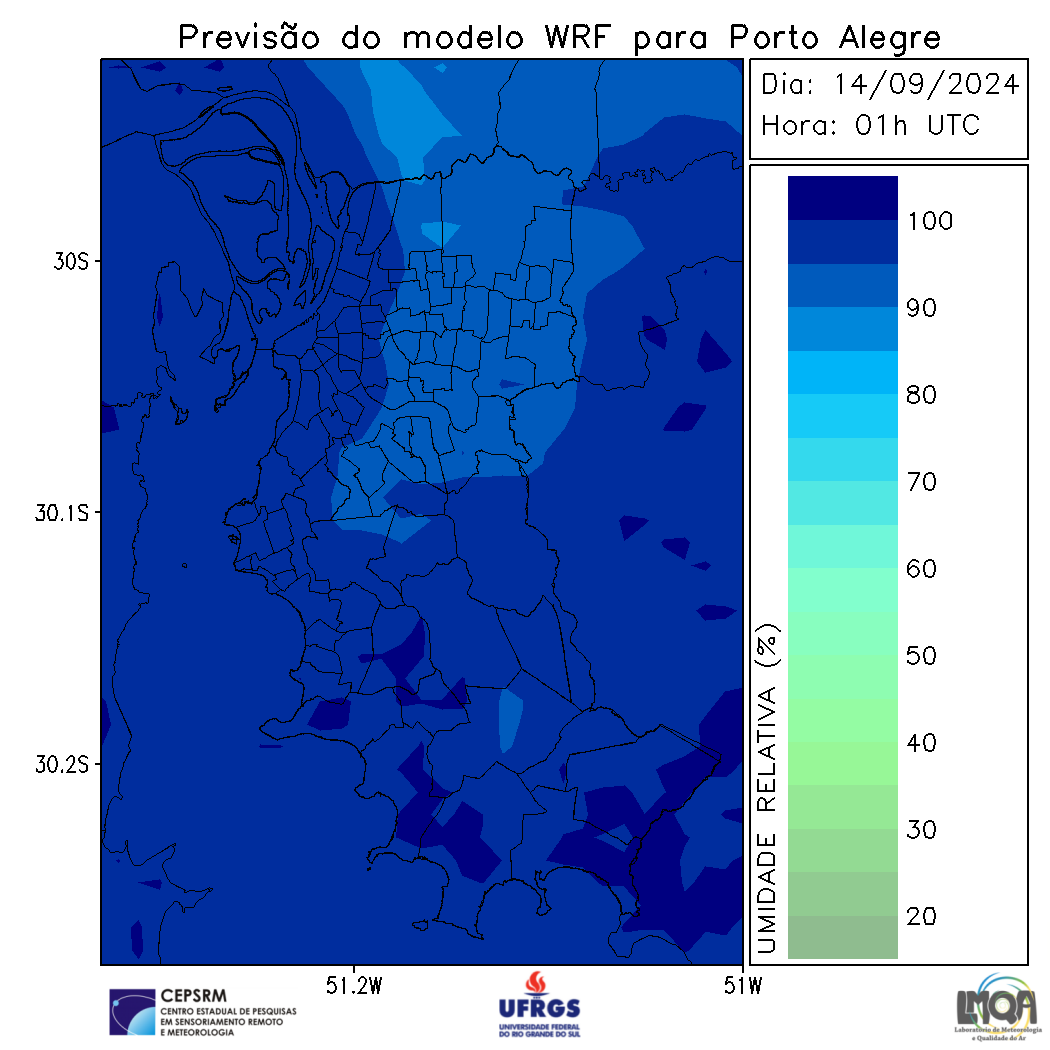 Previsão do modelo WRF para Porto Alegre
Dia: 14/09/2024
Hora: 01h UTC
30S
30.1S
30.2S
51.2W
51W
UMIDADE RELATIVA (%)
100
90
80
70
60
50
40
30
20
CEPSRM
CENTRO ESTADUAL DE PESQUISAS
EM SENSORIAMENTO REMOTO
E METEOROLOGIA
UFRGS
UNIVERSIDADE FEDERAL
DO RIO GRANDE DO SUL
LMQA
Laboratório de Meteorologia
e Qualidade do Ar